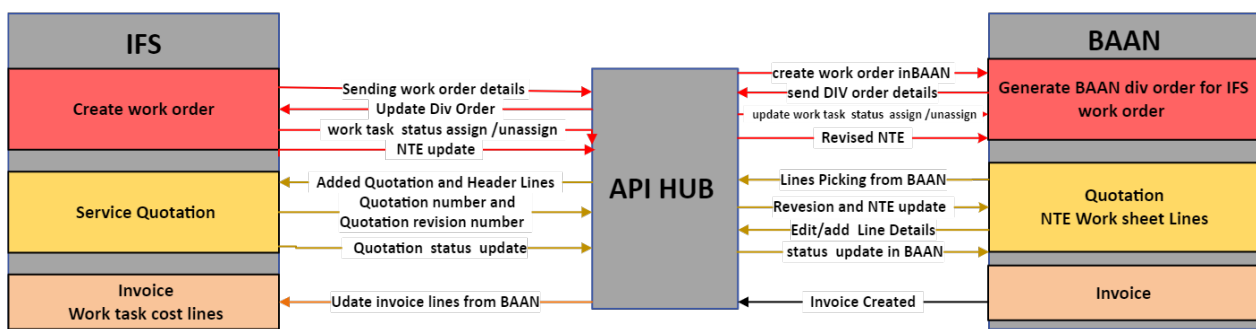 IFS
BAAN
Create work order
Sending work order details
Update Div Order
work task status assign /unassign
NTE update
API HUB
create work order inBAAN
send DIV order details
update work task status assign /unassign
Revised NTE
Generate BAAN div order for IFS
work order
Service Quotation
Added Quotation and Header Lines
Quotation number and
Quotation revision number
Quotation status update
Lines Picking from BAAN
Revesion and NTE update
Edit/add Line Details
status update in BAAN
Quotation
NTE Work sheet Lines
Invoice
Work task cost lines
Udate invoice lines from BAAN
Invoice Created
Invoice